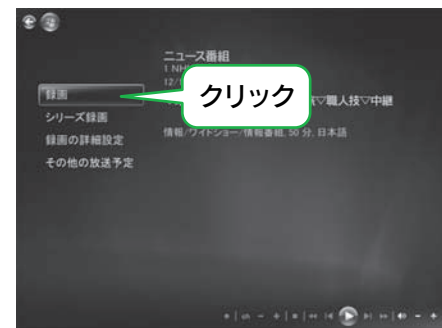 ニュース番組
1 NH
12/
録画
クリック
▽職人技▽中継
シリーズ録画
情報/ワイドショー/情報番組, 50 分, 日本語
録画の詳細設定
その他の放送予定